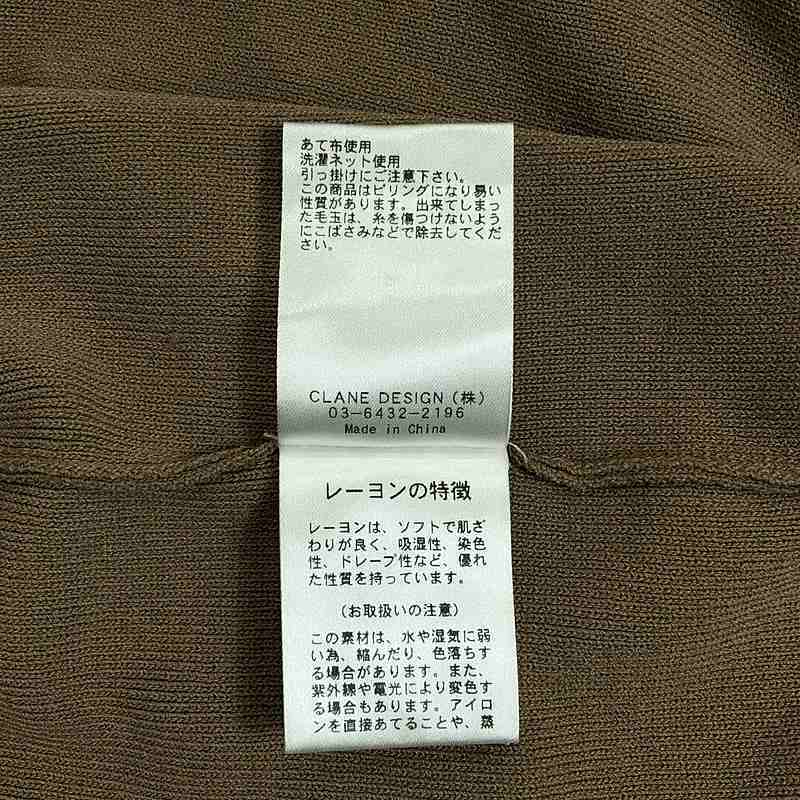 あて布使用
洗濯ネット使用
引っ掛けにご注意下さい。
この商品はピリングになり易い
性質があります。出来てしまっ
た毛玉は、糸を傷つけないよう
にこばさみなどで除去してくだ
さい。
CLANE DESIGN（株）
03-6432-2196
Made in China
レーヨンの特徴
レーヨンは、ソフトで肌ざ
わりが良く、吸湿性、染色
性、ドレープ性など、優れ
た性質を持っています。
（お取扱いの注意）
この素材は、水や湿気に弱
い為、縮んだり、色落ちす
る場合があります。また、
紫外線や電光により変色す
る場合もあります。アイロ
ンを直接あてることや、蒸